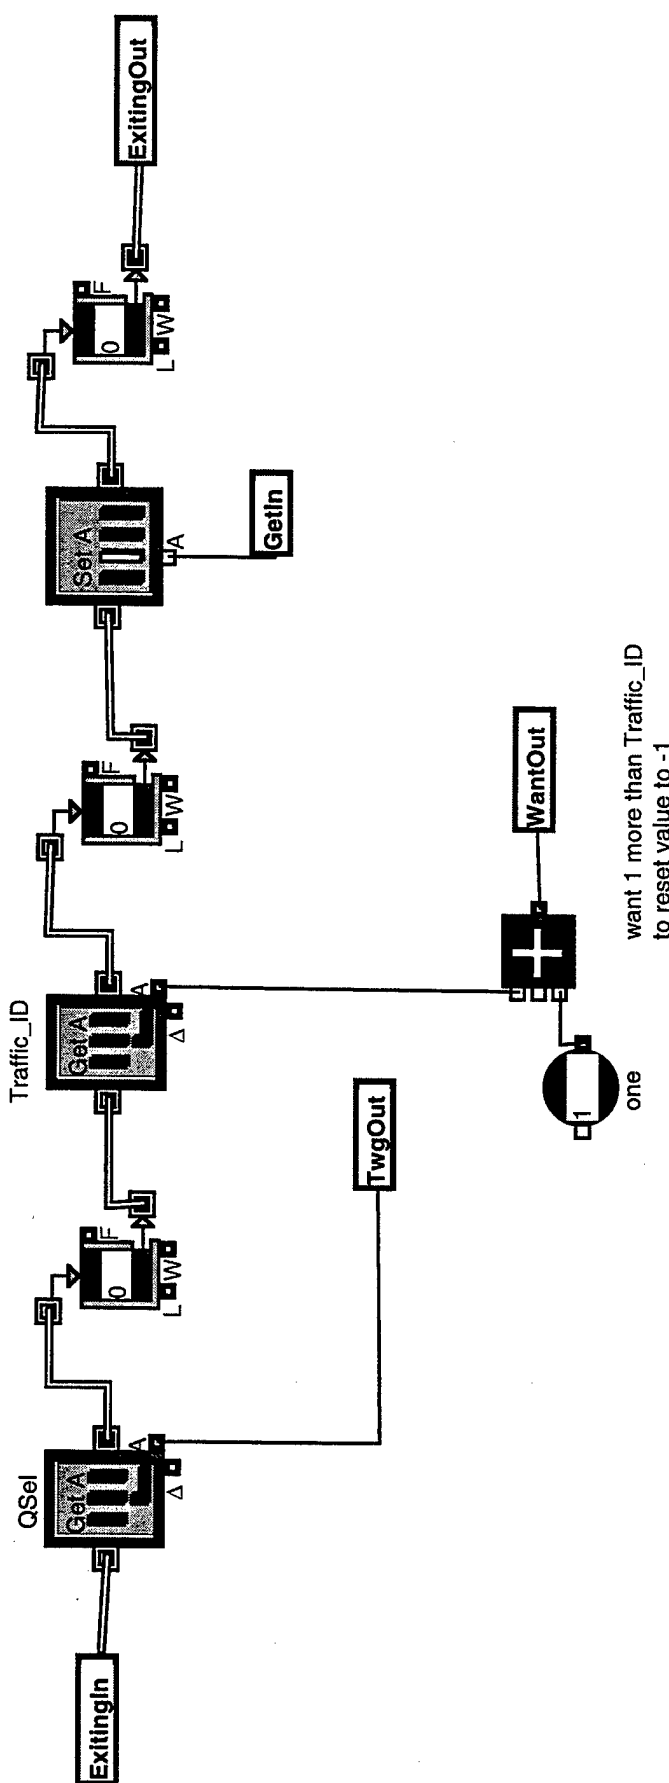 ExitingIn
QSel
Get A
A
Δ
TwgOut
0
F
L W
Traffic_ID
Get A
A
Δ
1
one
WantOut
want 1 more than Traffic_ID
to reset value to -1
0
F
L W
Set A
A
GetIn
0
F
L W
ExitingOut